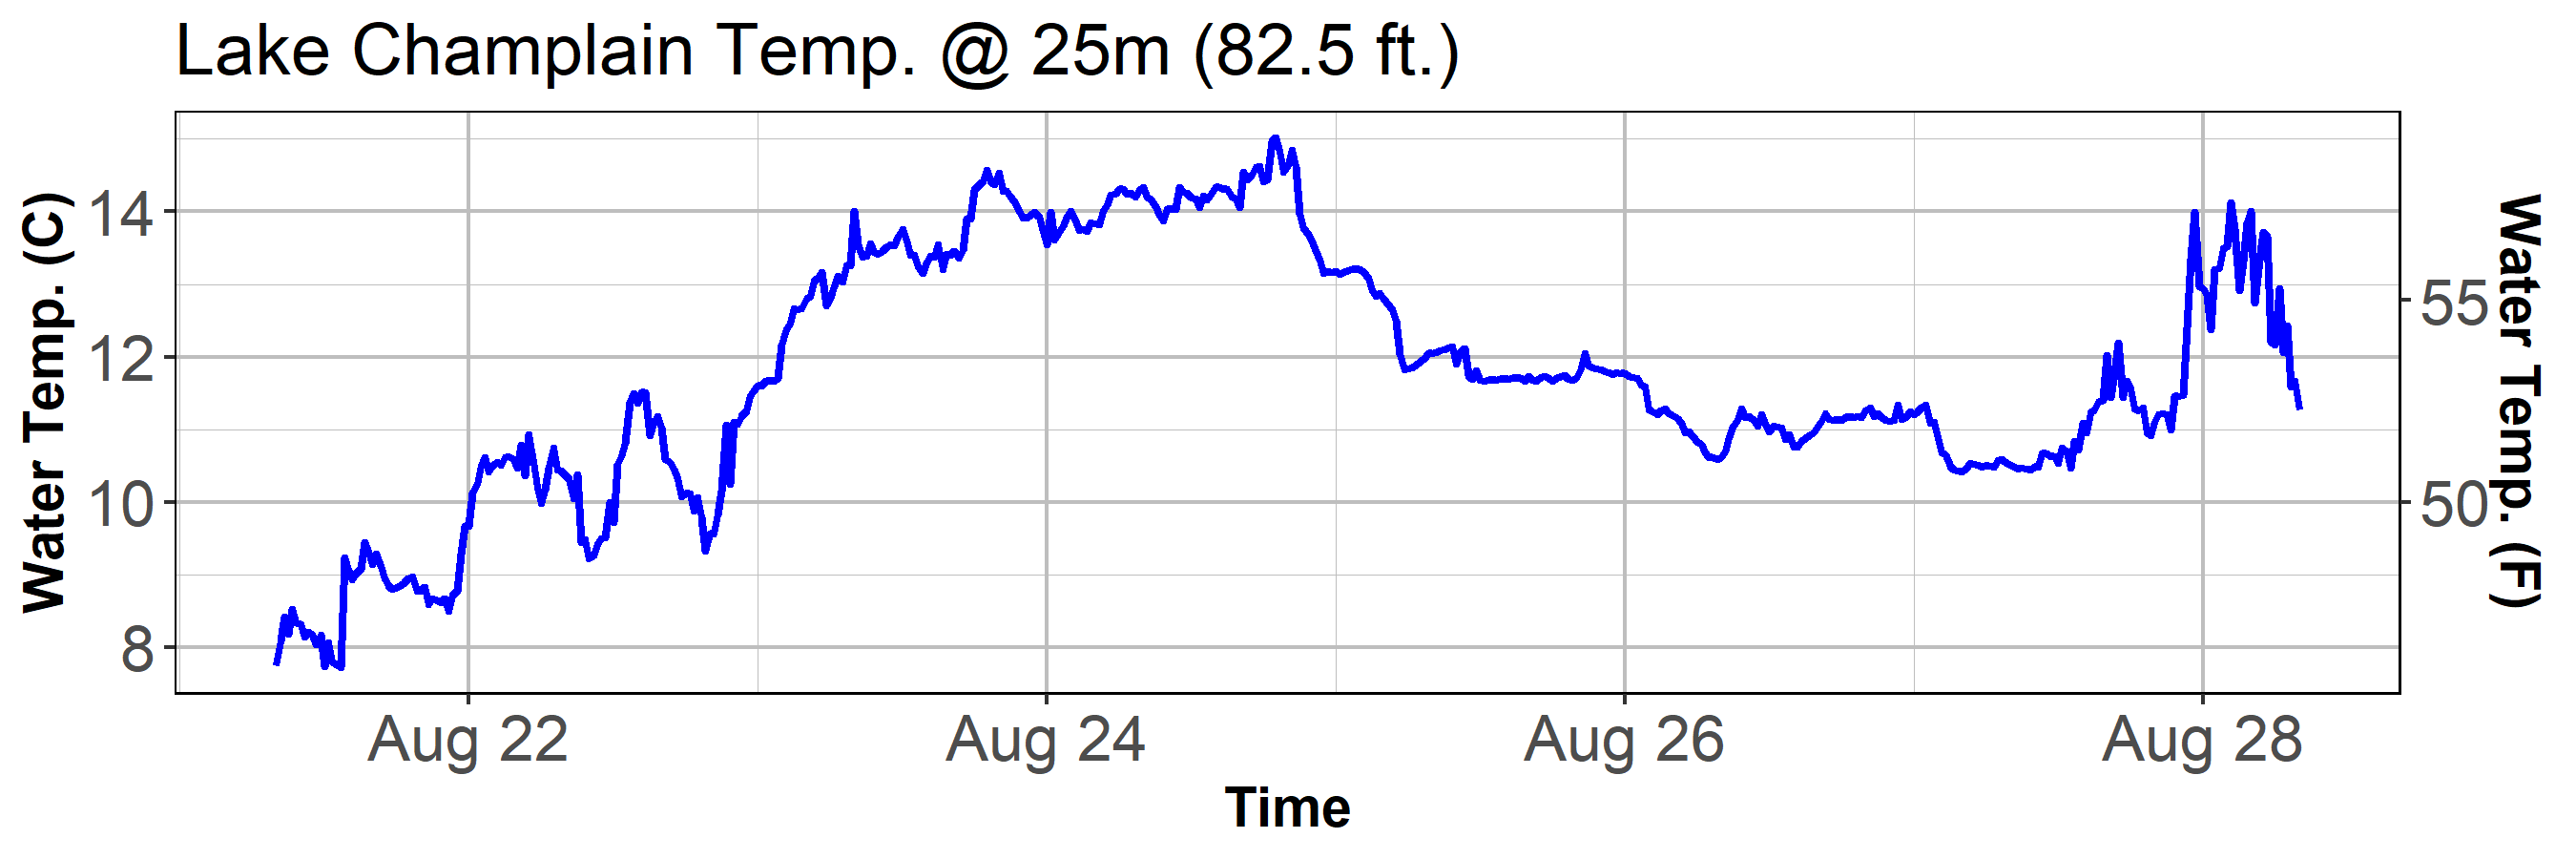 Lake Champlain Temp. @ 25m (82.5 ft.)
Water Temp. (C)
14
12
10
8
55
50
Water Temp. (F)
Aug 22
Aug 24
Aug 26
Aug 28
Time